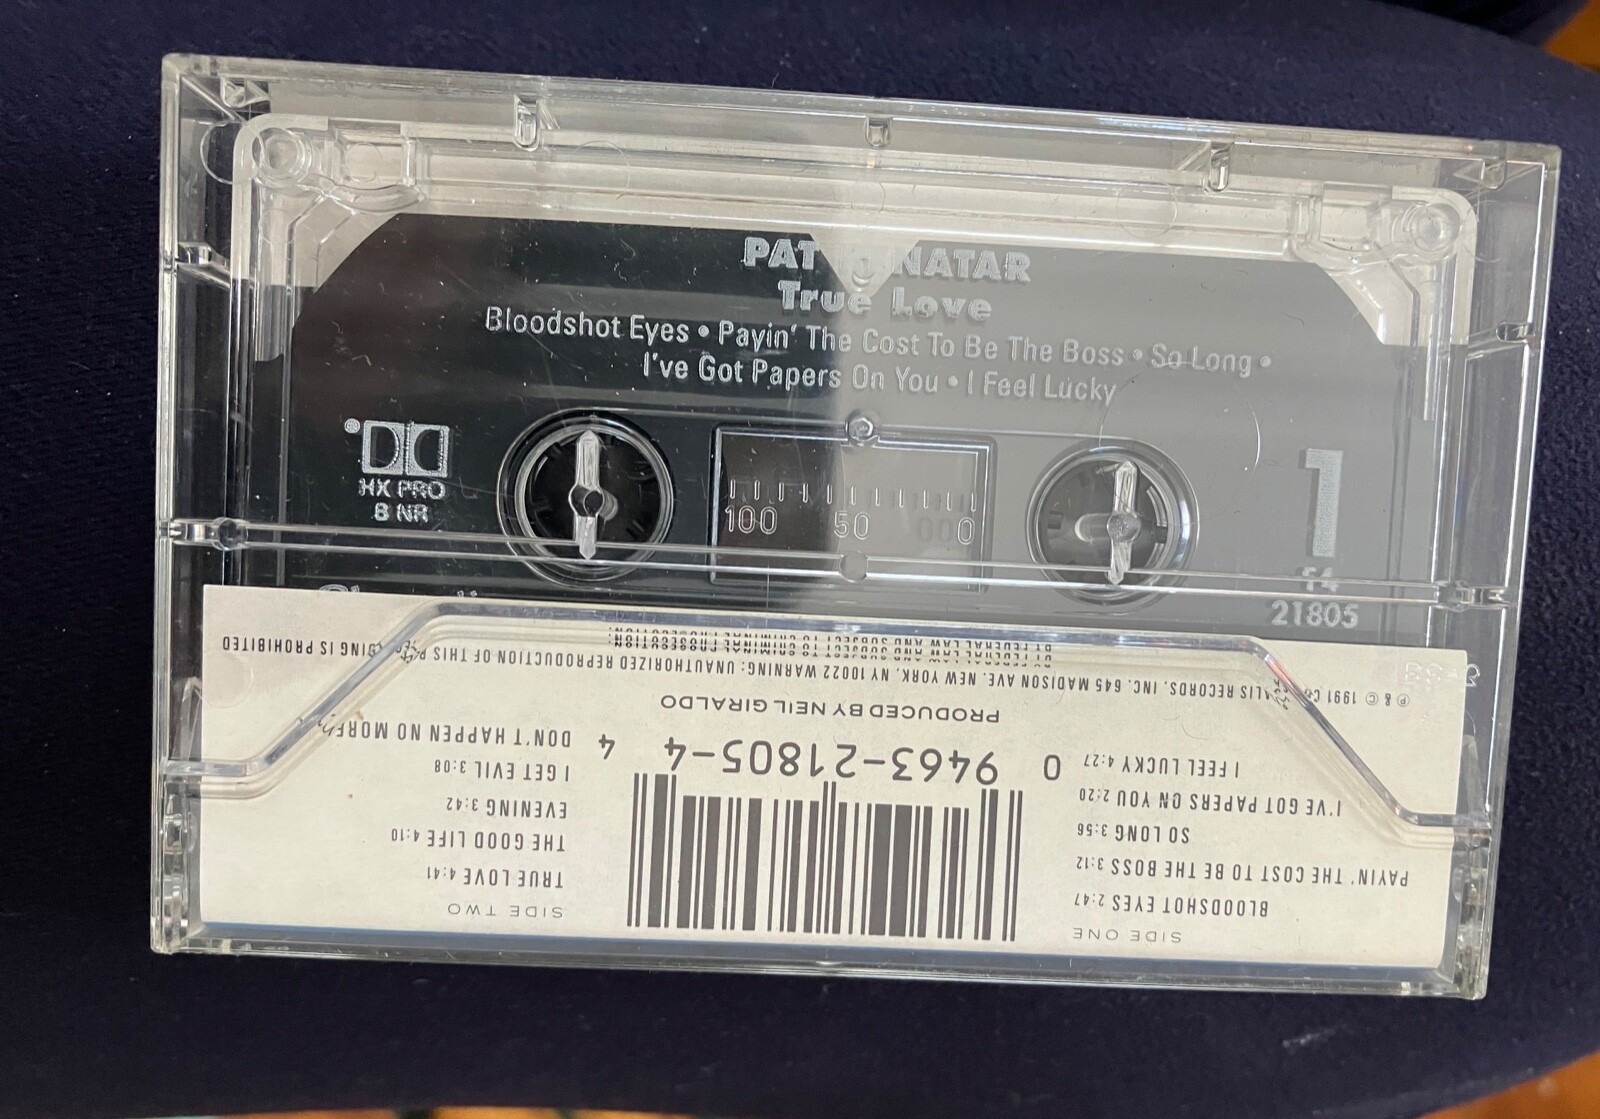 PAT NATAR
True Love
Bloodshot Eyes • Payin' The Cost To Be The Boss • So Long •
I've Got Papers On You • I Feel Lucky
HX PRO
B NR
1
100 50 0
F4
21805
SIDE ONE
BLOODSHOT EYES 2:47
PAYIN' THE COST TO BE THE BOSS 3:12
SO LONG 3:56
I'VE GOT PAPERS ON YOU 2:20
I FEEL LUCKY 4:27
0 9463-21805-4 4
SIDE TWO
TRUE LOVE 4:41
THE GOOD LIFE 4:10
EVENING 3:42
I GET EVIL 3:08
DON'T HAPPEN NO MORE
PRODUCED BY NEIL GIRALDO
℗ & © 1991 RECORDS, INC. 645 MADISON AVE. NEW YORK, NY 10022 WARNING: UNAUTHORIZED REPRODUCTION OF THIS IS PROHIBITED
BY FEDERAL LAW AND SUBJECT TO CRIMINAL PROSECUTION.